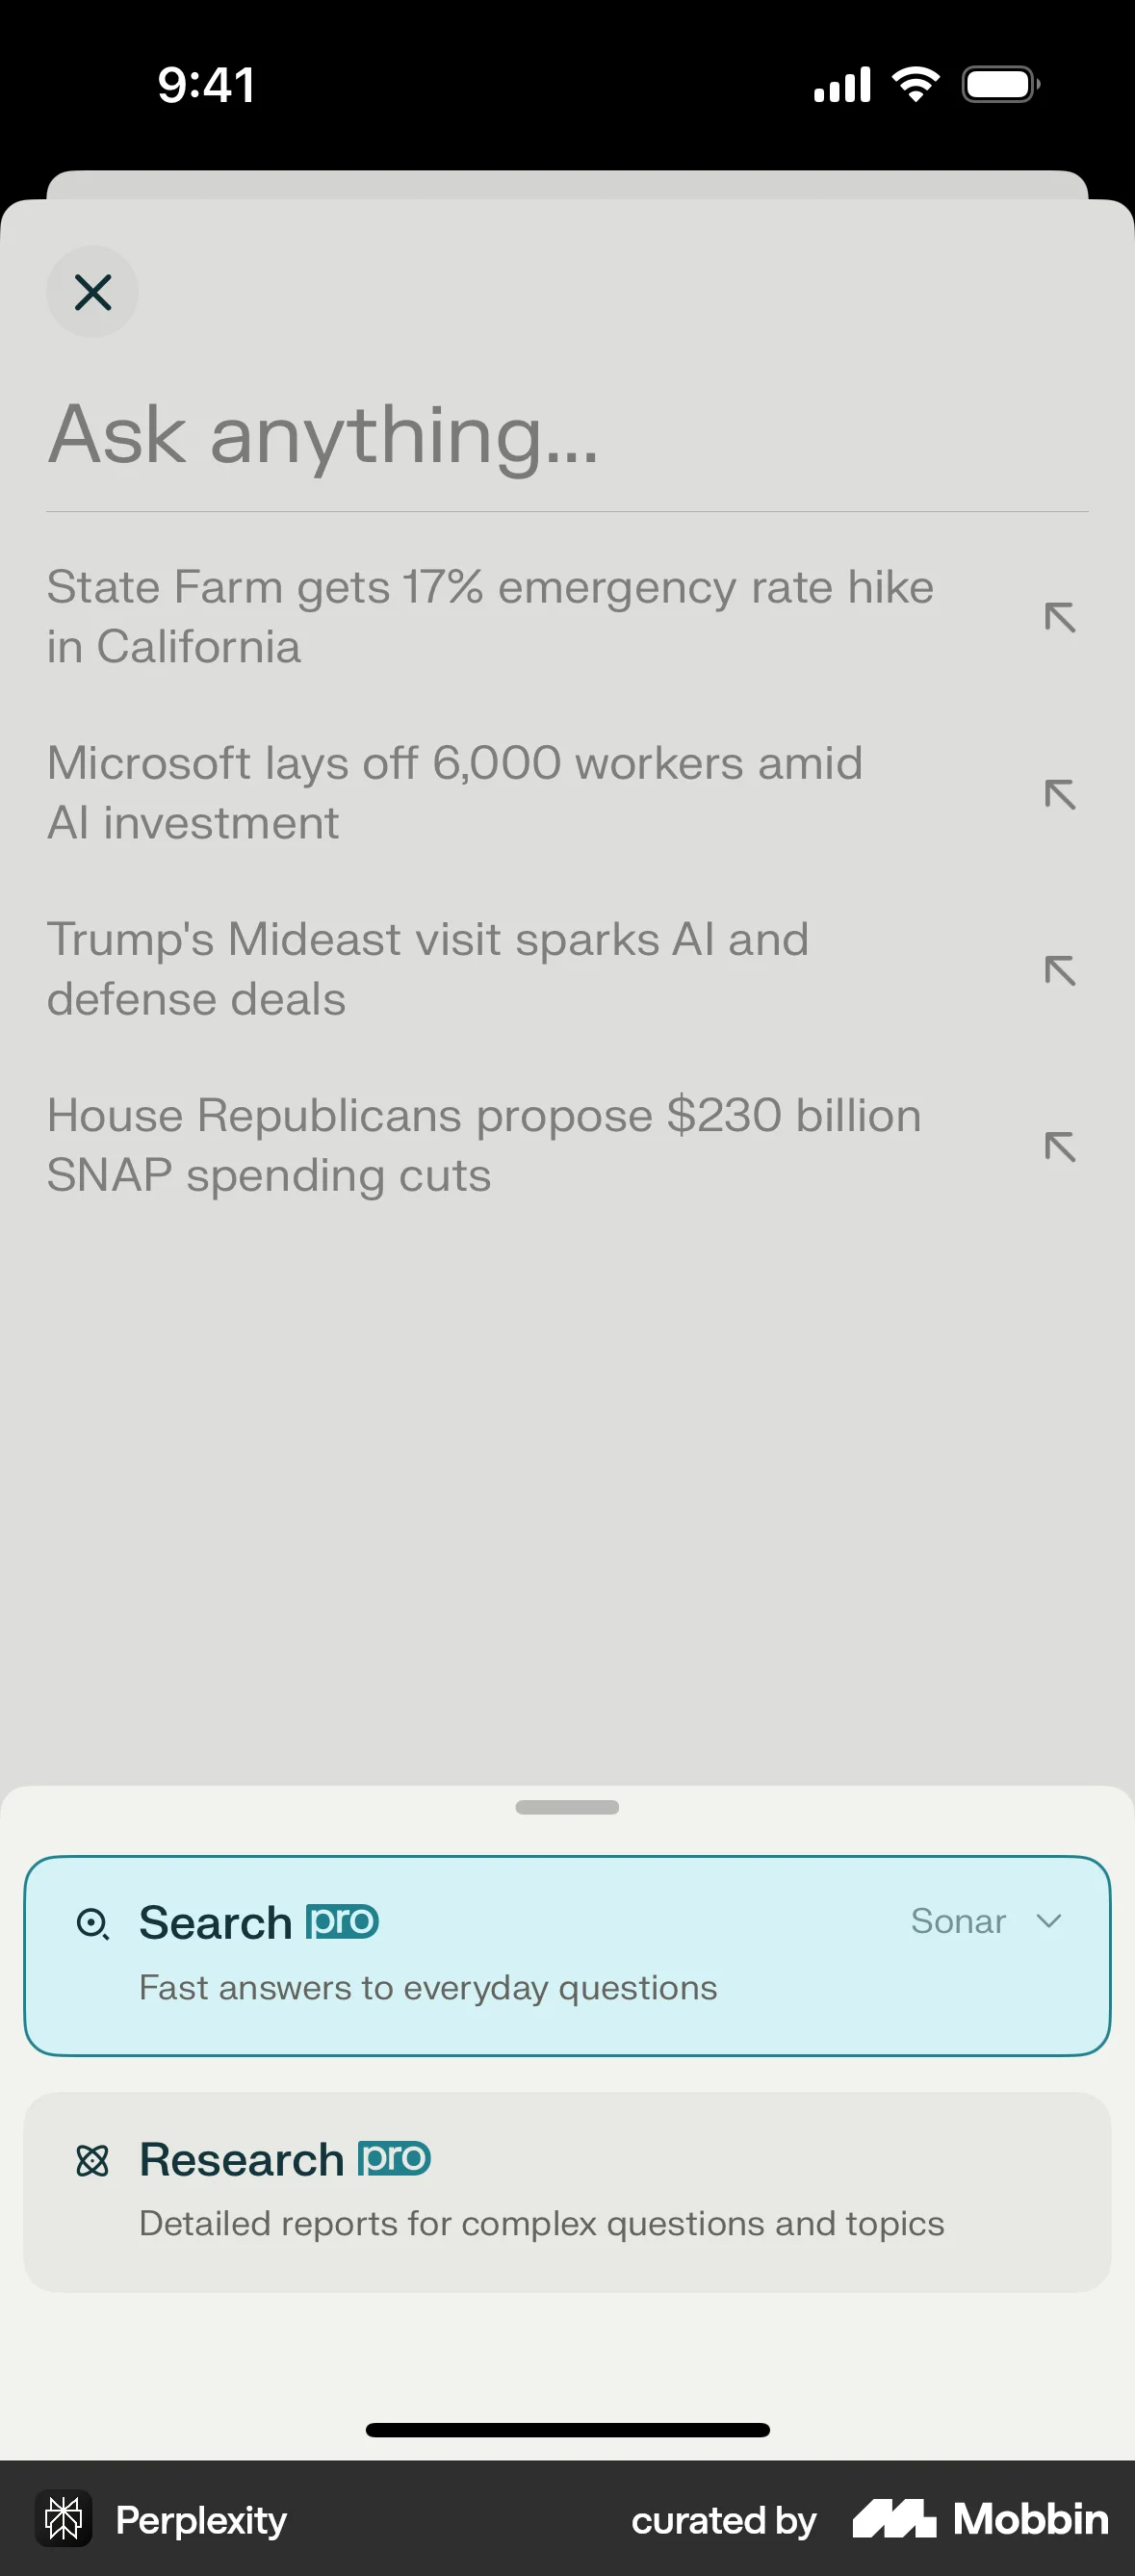 9:41
Ask anything...
State Farm gets 17% emergency rate hike
in California
Microsoft lays off 6,000 workers amid
AI investment
Trump's Mideast visit sparks AI and
defense deals
House Republicans propose $230 billion
SNAP spending cuts
Search pro Sonar
Fast answers to everyday questions
Research pro
Detailed reports for complex questions and topics
Perplexity curated by Mobbin